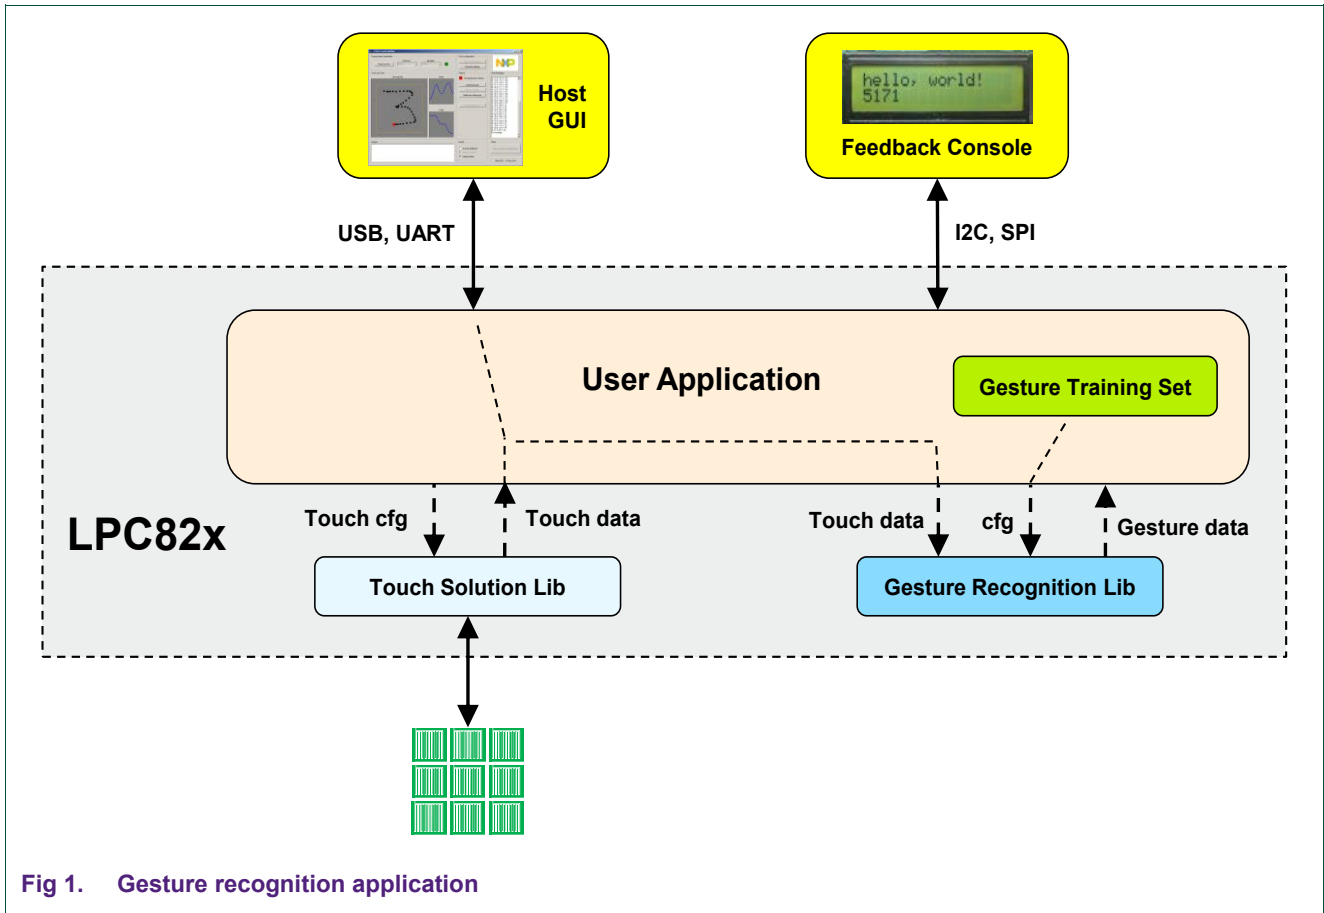 NXP
Host
GUI
hello, world!
5171
Feedback Console
USB, UART
I2C, SPI
User Application
Gesture Training Set
LPC82x
Touch cfg
Touch data
Touch data
cfg
Gesture data
Touch Solution Lib
Gesture Recognition Lib
Fig 1. Gesture recognition application